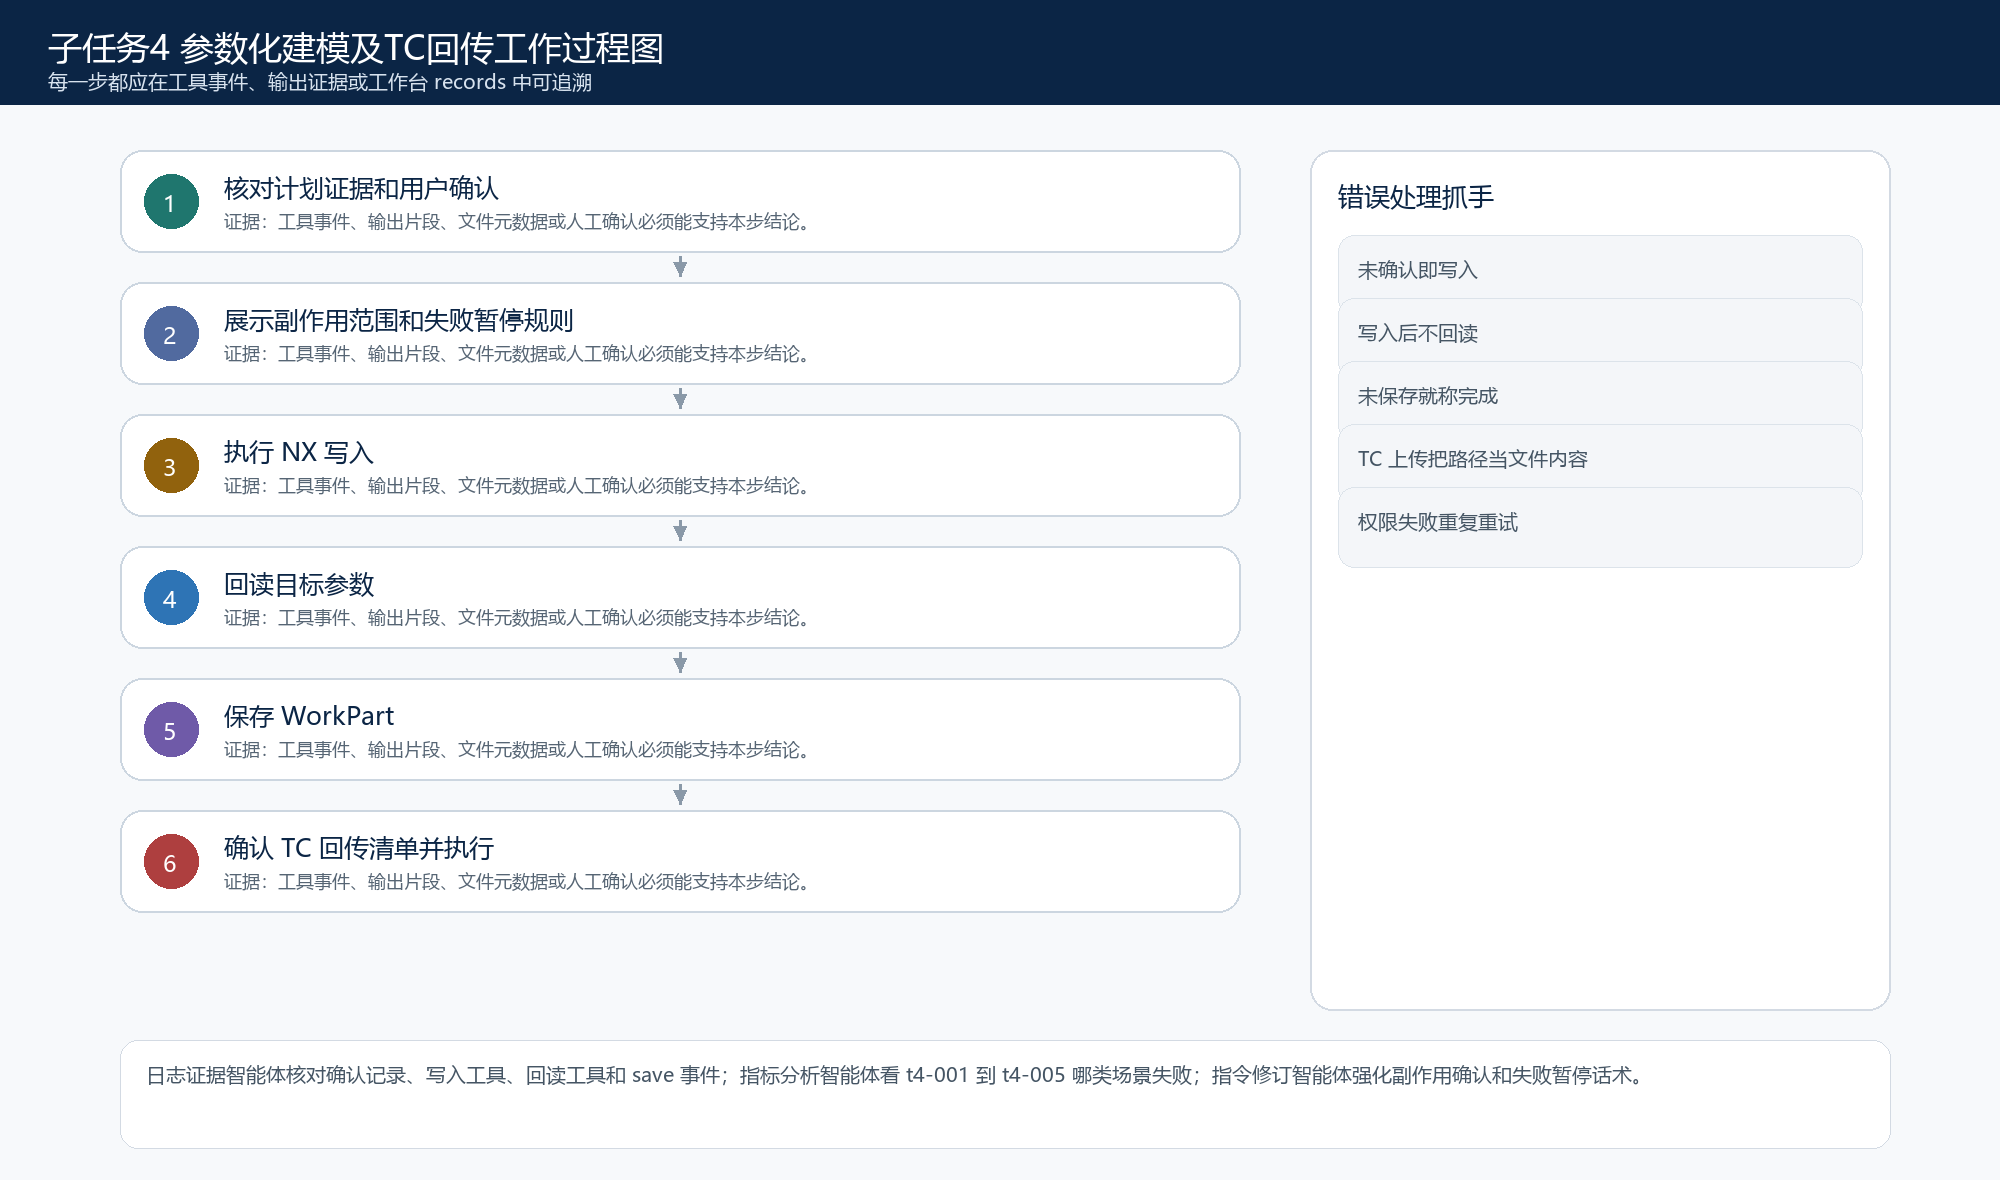 子任务4 参数化建模及TC回传工作过程图
每一步都应在工具事件、输出证据或工作台 records 中可追溯
1
核对计划证据和用户确认
证据：工具事件、输出片段、文件元数据或人工确认必须能支持本步结论。
2
展示副作用范围和失败暂停规则
证据：工具事件、输出片段、文件元数据或人工确认必须能支持本步结论。
3
执行 NX 写入
证据：工具事件、输出片段、文件元数据或人工确认必须能支持本步结论。
4
回读目标参数
证据：工具事件、输出片段、文件元数据或人工确认必须能支持本步结论。
5
保存 WorkPart
证据：工具事件、输出片段、文件元数据或人工确认必须能支持本步结论。
6
确认 TC 回传清单并执行
证据：工具事件、输出片段、文件元数据或人工确认必须能支持本步结论。
错误处理抓手
未确认即写入
写入后不回读
未保存就称完成
TC 上传把路径当文件内容
权限失败重复重试
日志证据智能体核对确认记录、写入工具、回读工具和 save 事件；指标分析智能体看 t4-001 到 t4-005 哪类场景失败；指令修订智能体强化副作用确认和失败暂停话术。